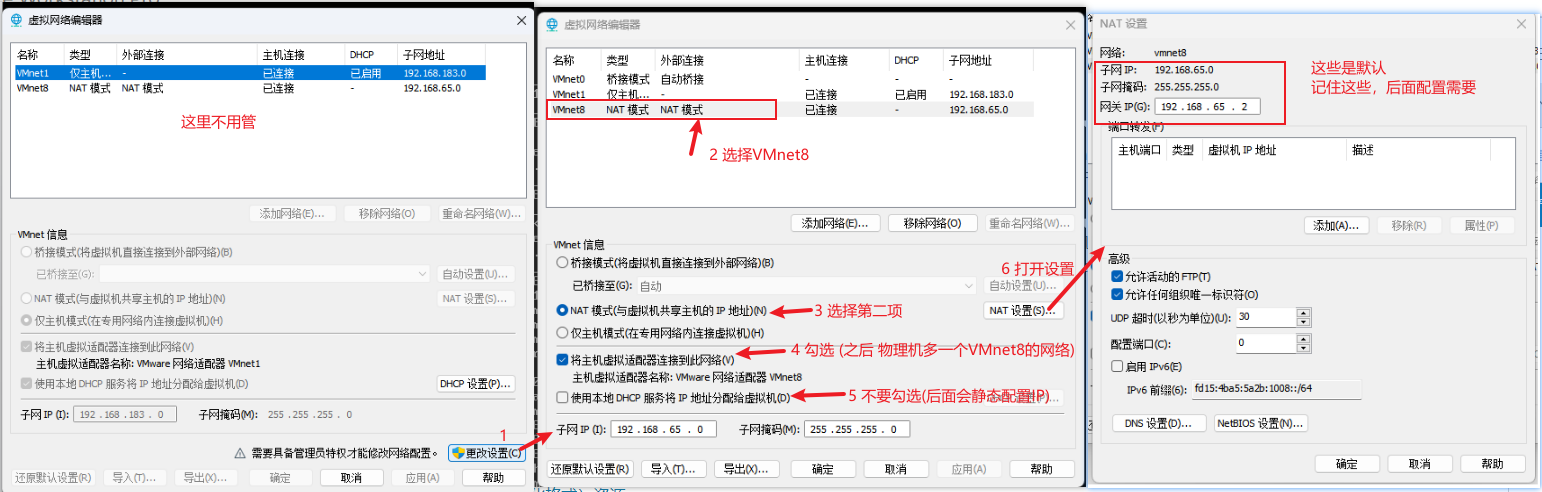 虚拟网络编辑器
名称 类型 外部连接 主机连接 DHCP 子网地址
VMnet1 仅主机... - 已连接 已启用 192.168.183.0
VMnet8 NAT 模式 NAT 模式 已连接 - 192.168.65.0
这里不用管
添加网络(E)... 移除网络(O) 重命名网络(W)...
VMnet 信息
桥接模式(将虚拟机直接连接到外部网络)(B)
已桥接至(G): 自动设置(U)...
NAT 模式(与虚拟机共享主机的 IP 地址)(N) NAT 设置(S)...
仅主机模式(在专用网络内连接虚拟机)(H)
将主机虚拟适配器连接到此网络(V)
主机虚拟适配器名称: VMware 网络适配器 VMnet1
使用本地 DHCP 服务将 IP 地址分配给虚拟机(D) DHCP 设置(P)...
子网 IP (I): 192 . 168 . 183 . 0 子网掩码(M): 255 . 255 . 255 . 0
1
需要具备管理员特权才能修改网络配置。 更改设置(C)
还原默认设置(R) 导入(T)... 导出(X)... 确定 取消 应用(A) 帮助
虚拟网络编辑器
名称 类型 外部连接 主机连接 DHCP 子网地址
VMnet0 桥接模式 自动桥接 - - -
VMnet1 仅主机... - 已连接 已启用 192.168.183.0
VMnet8 NAT 模式 NAT 模式 已连接 - 192.168.65.0
2 选择VMnet8
添加网络(E)... 移除网络(O) 重命名网络(W)...
VMnet 信息
桥接模式(将虚拟机直接连接到外部网络)(B)
6 打开设置
已桥接至(G): 自动 自动设置(U)...
NAT 模式(与虚拟机共享主机的 IP 地址)(N) 3 选择第二项 NAT 设置(S)...
仅主机模式(在专用网络内连接虚拟机)(H)
将主机虚拟适配器连接到此网络(V) 4 勾选 (之后 物理机多一个VMnet8的网络)
主机虚拟适配器名称: VMware 网络适配器 VMnet8
使用本地 DHCP 服务将 IP 地址分配给虚拟机(D) 5 不要勾选(后面会静态配置IP)
子网 IP (I): 192 . 168 . 65 . 0 子网掩码(M): 255 . 255 . 255 . 0
还原默认设置(R) 导入(T)... 导出(X)... 确定 取消 应用(A) 帮助
NAT 设置
网络: vmnet8
子网 IP: 192.168.65.0
子网掩码: 255.255.255.0
网关 IP(G): 192 . 168 . 65 . 2
这些是默认
记住这些，后面配置需要
端口转发(F)
主机端口 类型 虚拟机 IP 地址 描述
添加(A)... 移除(R) 属性(P)
高级
允许活动的 FTP(T)
允许任何组织唯一标识符(O)
UDP 超时(以秒为单位)(U): 30
配置端口(C): 0
启用 IPv6(E)
IPv6 前缀(6): fd15:4ba5:5a2b:1008::/64
DNS 设置(D)... NetBIOS 设置(N)...
确定 取消 帮助